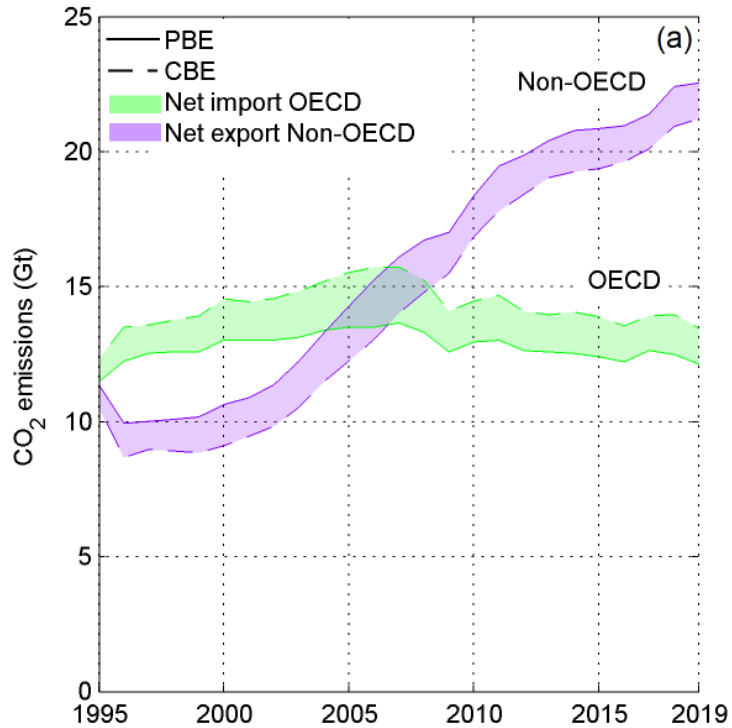 (a)
PBE
CBE
Net import OECD
Net export Non-OECD
Non-OECD
OECD
CO2 emissions (Gt)
25
20
15
10
5
0
1995 2000 2005 2010 2015 2019